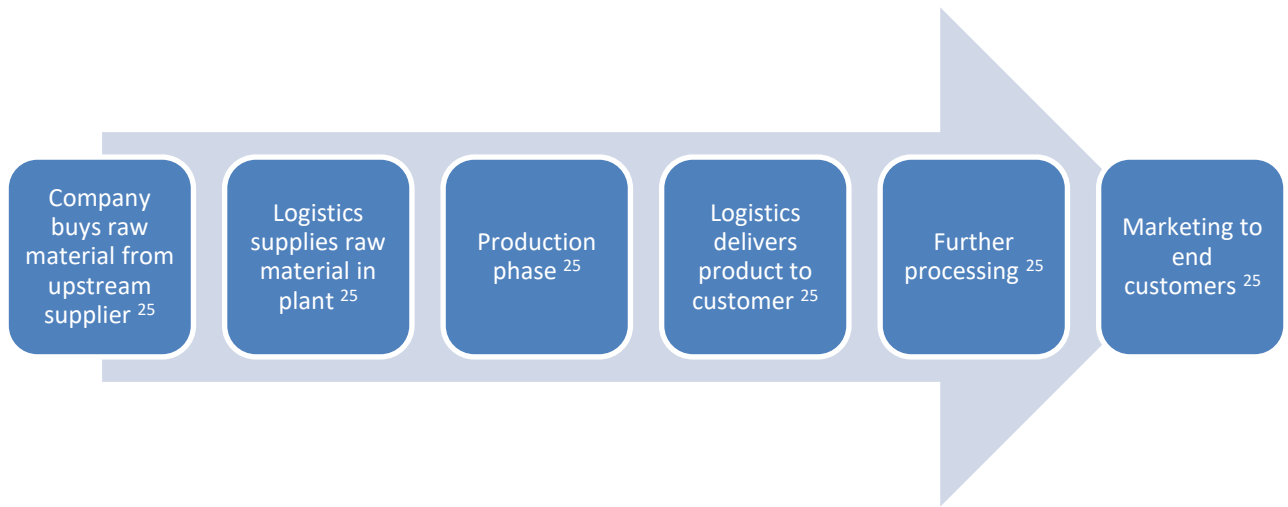 Company
buys raw
material from
upstream
supplier ²⁵
Logistics
supplies raw
material in
plant ²⁵
Production
phase ²⁵
Logistics
delivers
product to
customer ²⁵
Further
processing ²⁵
Marketing to
end
customers ²⁵